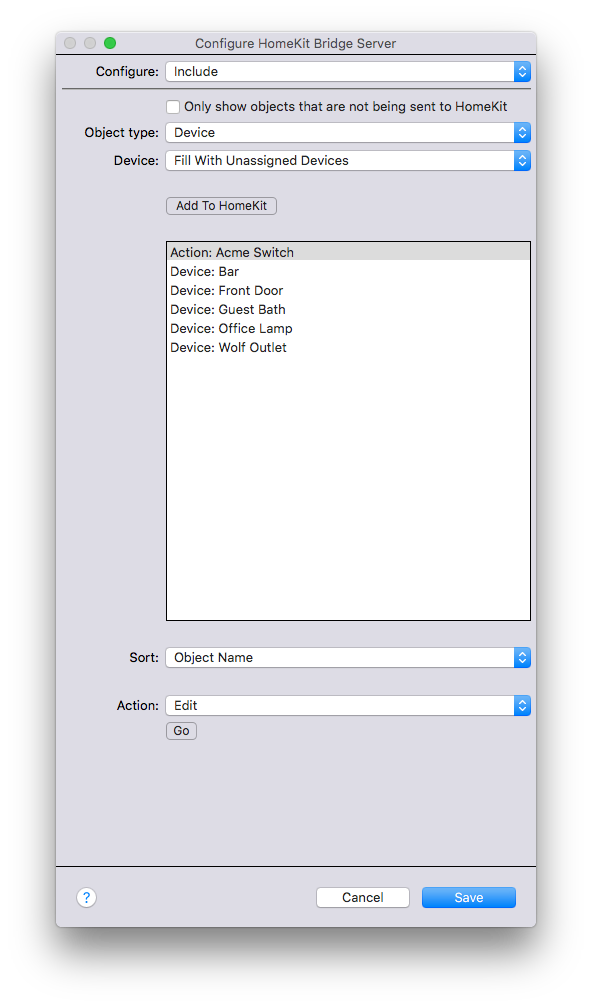 Configure HomeKit Bridge Server
Configure: Include
Only show objects that are not being sent to HomeKit
Object type: Device
Device: Fill With Unassigned Devices
Add To HomeKit
Action: Acme Switch
Device: Bar
Device: Front Door
Device: Guest Bath
Device: Office Lamp
Device: Wolf Outlet
Sort: Object Name
Action: Edit
Go
? Cancel Save